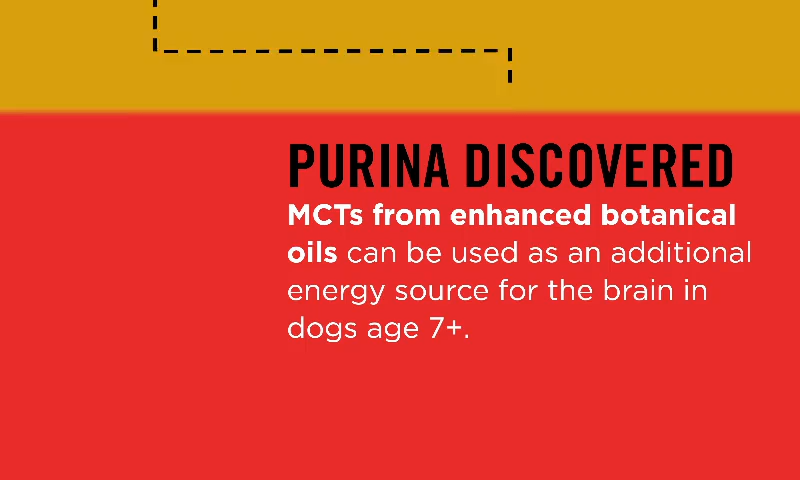 PURINA DISCOVERED
MCTs from enhanced botanical
oils can be used as an additional
energy source for the brain in
dogs age 7+.